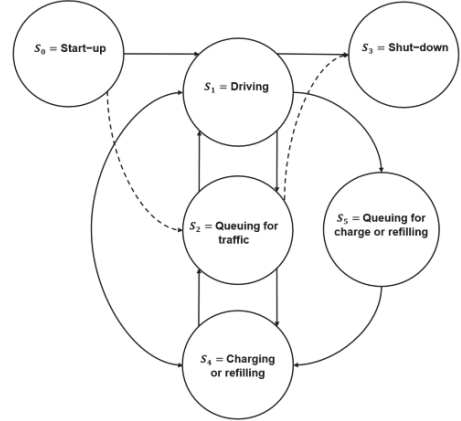 S₀ = Start−up
S₃ = Shut−down
S₁ = Driving
S₂ = Queuing for
traffic
S₅ = Queuing for
charge or refilling
S₄ = Charging
or refilling